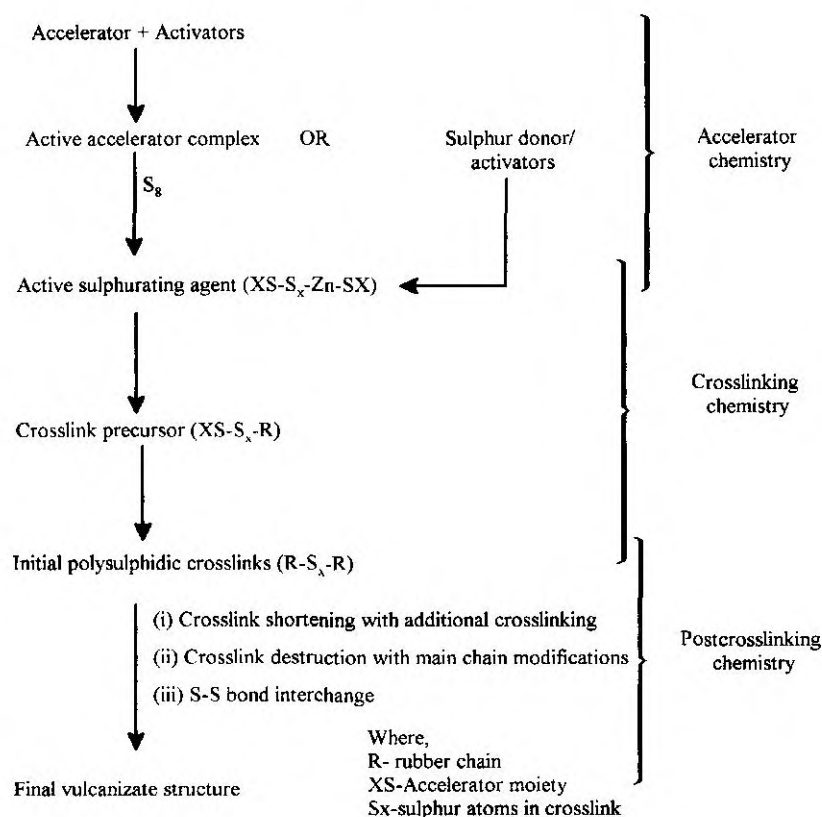 Accelerator + Activators
Active accelerator complex OR
Sulphur donor/
activators
Accelerator
chemistry
S₈
Active sulphurating agent (XS-Sₓ-Zn-SX)
Crosslinking
chemistry
Crosslink precursor (XS-Sₓ-R)
Initial polysulphidic crosslinks (R-Sₓ-R)
(i) Crosslink shortening with additional crosslinking
(ii) Crosslink destruction with main chain modifications
(iii) S-S bond interchange
Postcrosslinking
chemistry
Where,
R- rubber chain
XS-Accelerator moiety
Sx-sulphur atoms in crosslink
Final vulcanizate structure